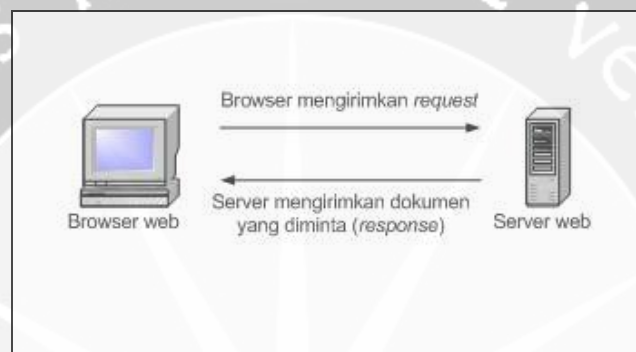 Browser mengirimkan request
Server mengirimkan dokumen
yang diminta (response)
Browser web
Server web